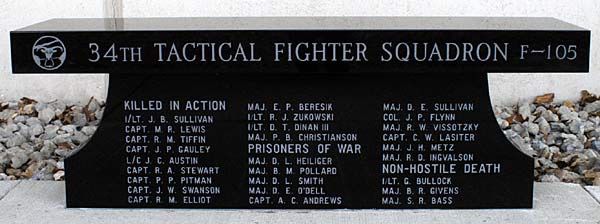 34TH TACTICAL FIGHTER SQUADRON F-105
KILLED IN ACTION
1/LT. J. B. SULLIVAN
CAPT. M. R. LEWIS
CAPT. R. M. TIFFIN
CAPT. J. P. GAULEY
L/C J. C. AUSTIN
CAPT. R. A. STEWART
CAPT. P. P. PITMAN
CAPT. J. W. SWANSON
CAPT. R. M. ELLIOT
MAJ. E. P. BERESIK
1/LT. R. J. ZUKOWSKI
1/LT. D. T. DINAN III
MAJ. P. B. CHRISTIANSON
PRISONERS OF WAR
MAJ. D. L. HEILIGER
MAJ. B. M. POLLARD
MAJ. D. L. SMITH
MAJ. D. E. O'DELL
CAPT. A. C. ANDREWS
MAJ. D. E. SULLIVAN
COL. J. P. FLYNN
MAJ. R. W. VISSOTZKY
CAPT. C. W. LASITER
MAJ. J. H. METZ
MAJ. R. D. INGVALSON
NON-HOSTILE DEATH
1/LT. G. BULLOCK
MAJ. B. R. GIVENS
MAJ. S. R. BASS